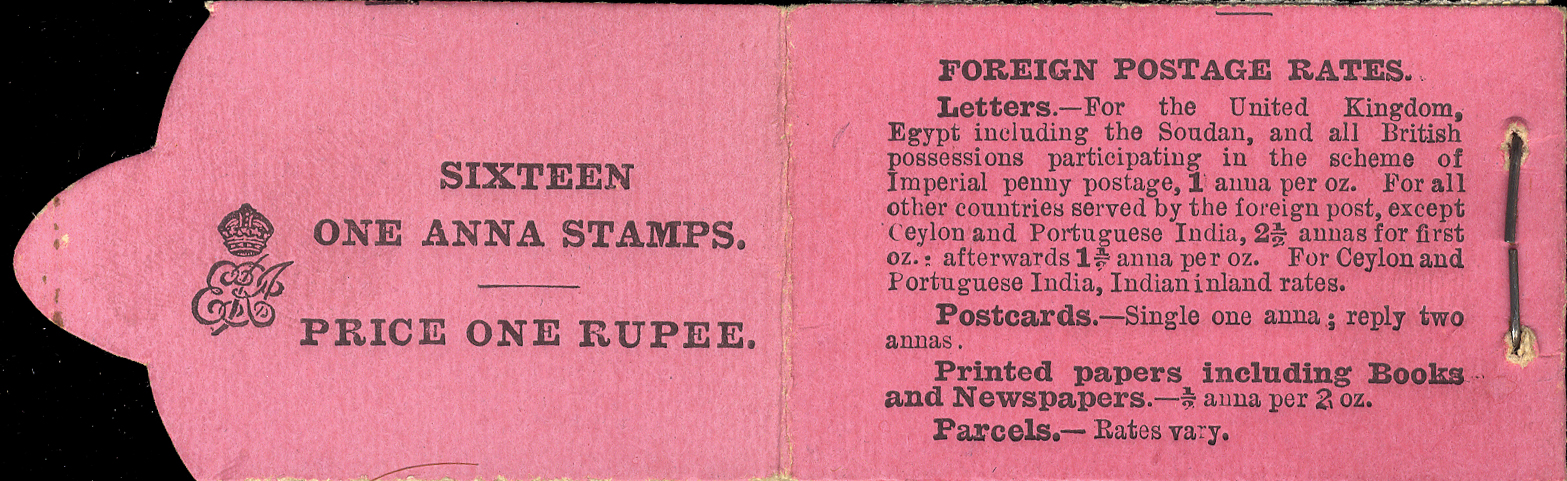 SIXTEEN
ONE ANNA STAMPS.
PRICE ONE RUPEE.
FOREIGN POSTAGE RATES.
Letters.—For the United Kingdom,
Egypt including the Soudan, and all British
possessions participating in the scheme of
Imperial penny postage, 1 anna per oz. For all
other countries served by the foreign post, except
Ceylon and Portuguese India, 2½ annas for first
oz.: afterwards 1½ anna per oz. For Ceylon and
Portuguese India, Indian inland rates.
Postcards.—Single one anna; reply two
annas.
Printed papers including Books
and Newspapers.—½ anna per 2 oz.
Parcels.—Rates vary.